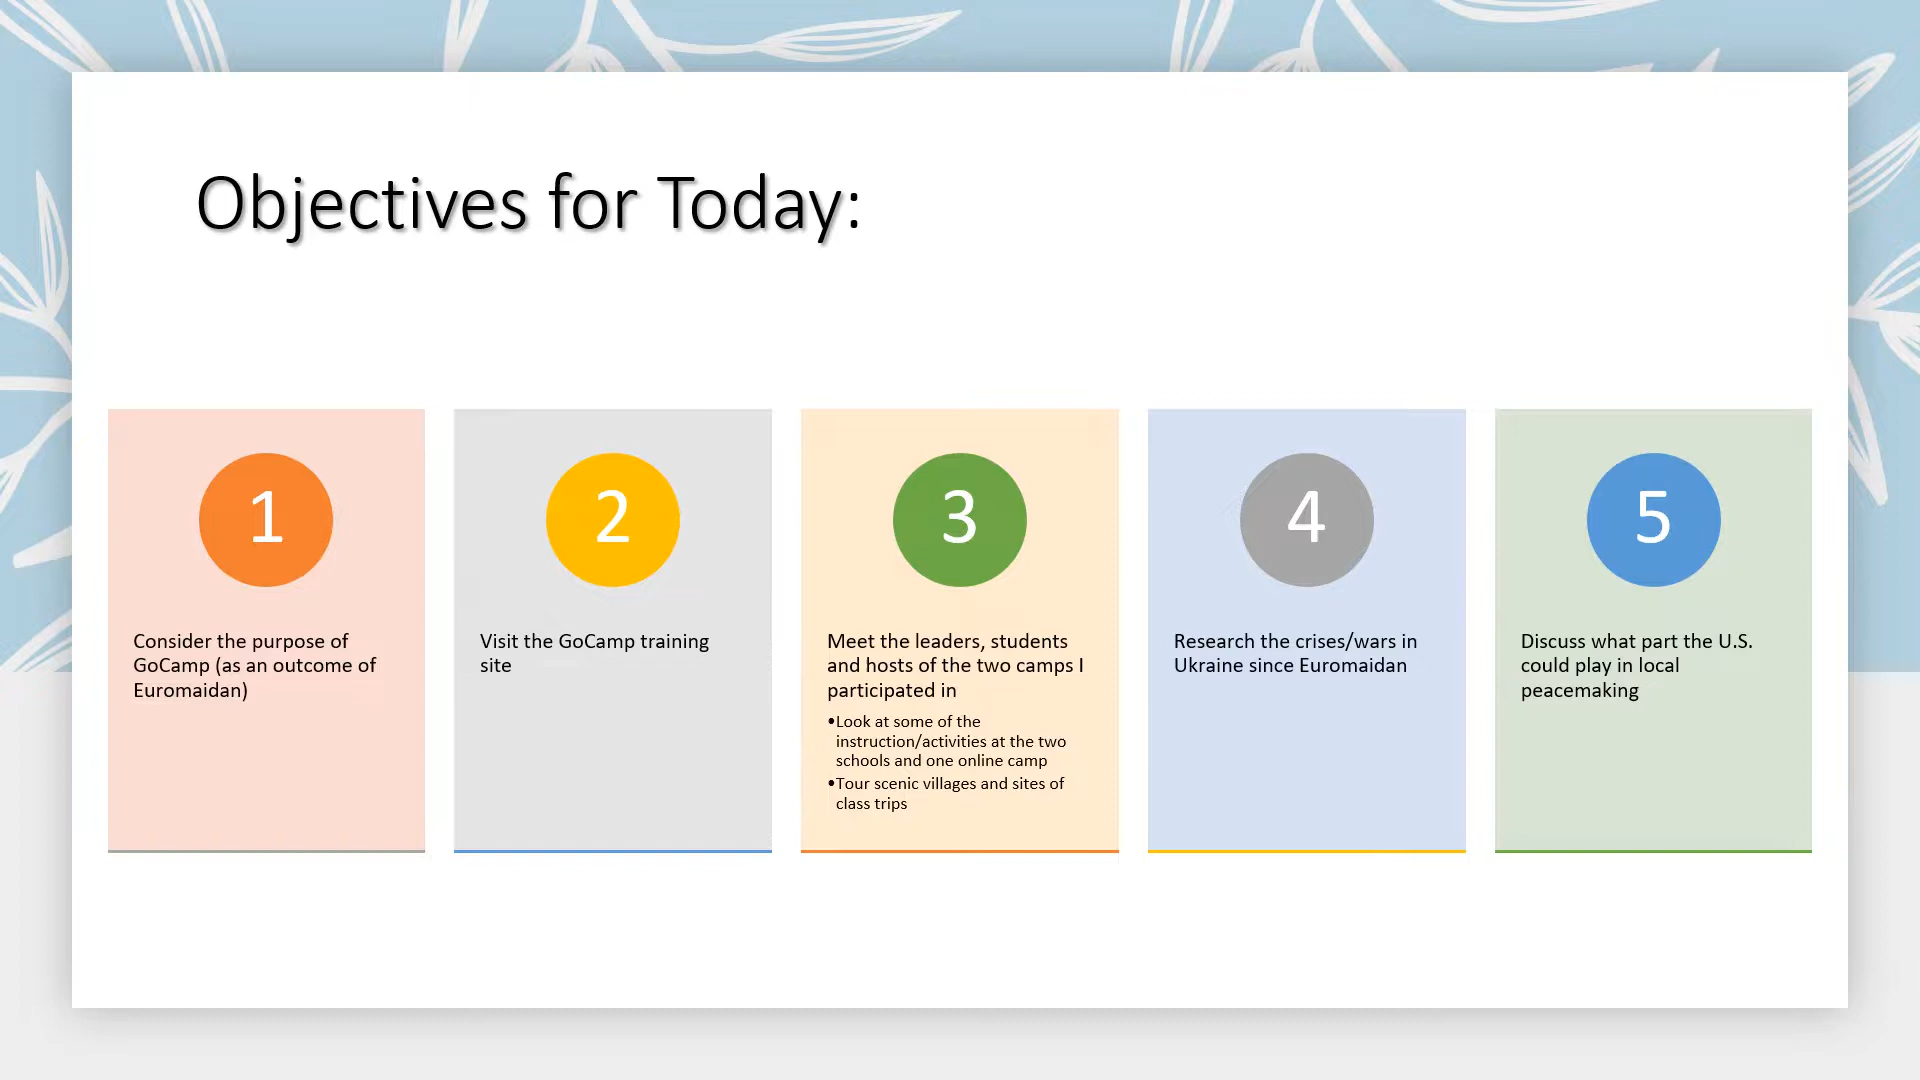 Objectives for Today:
1
Consider the purpose of
GoCamp (as an outcome of
Euromaidan)
2
Visit the GoCamp training
site
3
Meet the leaders, students
and hosts of the two camps I
participated in
•Look at some of the
instruction/activities at the two
schools and one online camp
•Tour scenic villages and sites of
class trips
4
Research the crises/wars in
Ukraine since Euromaidan
5
Discuss what part the U.S.
could play in local
peacemaking